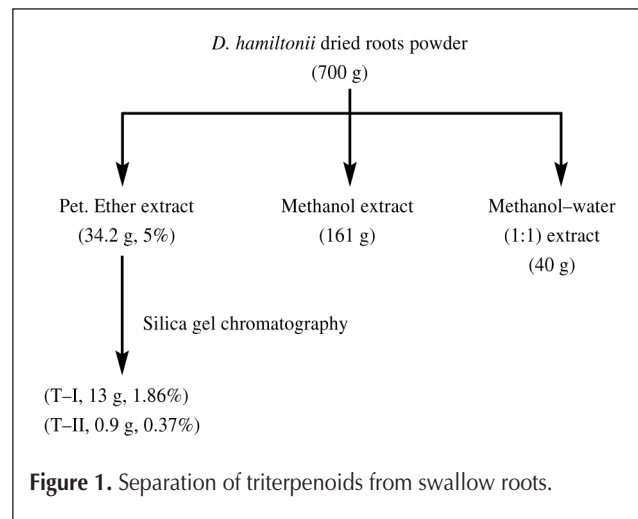 D. hamiltonii dried roots powder
(700 g)
Pet. Ether extract
(34.2 g, 5%)
Methanol extract
(161 g)
Methanol–water
(1:1) extract
(40 g)
Silica gel chromatography
(T–I, 13 g, 1.86%)
(T–II, 0.9 g, 0.37%)
Figure 1. Separation of triterpenoids from swallow roots.